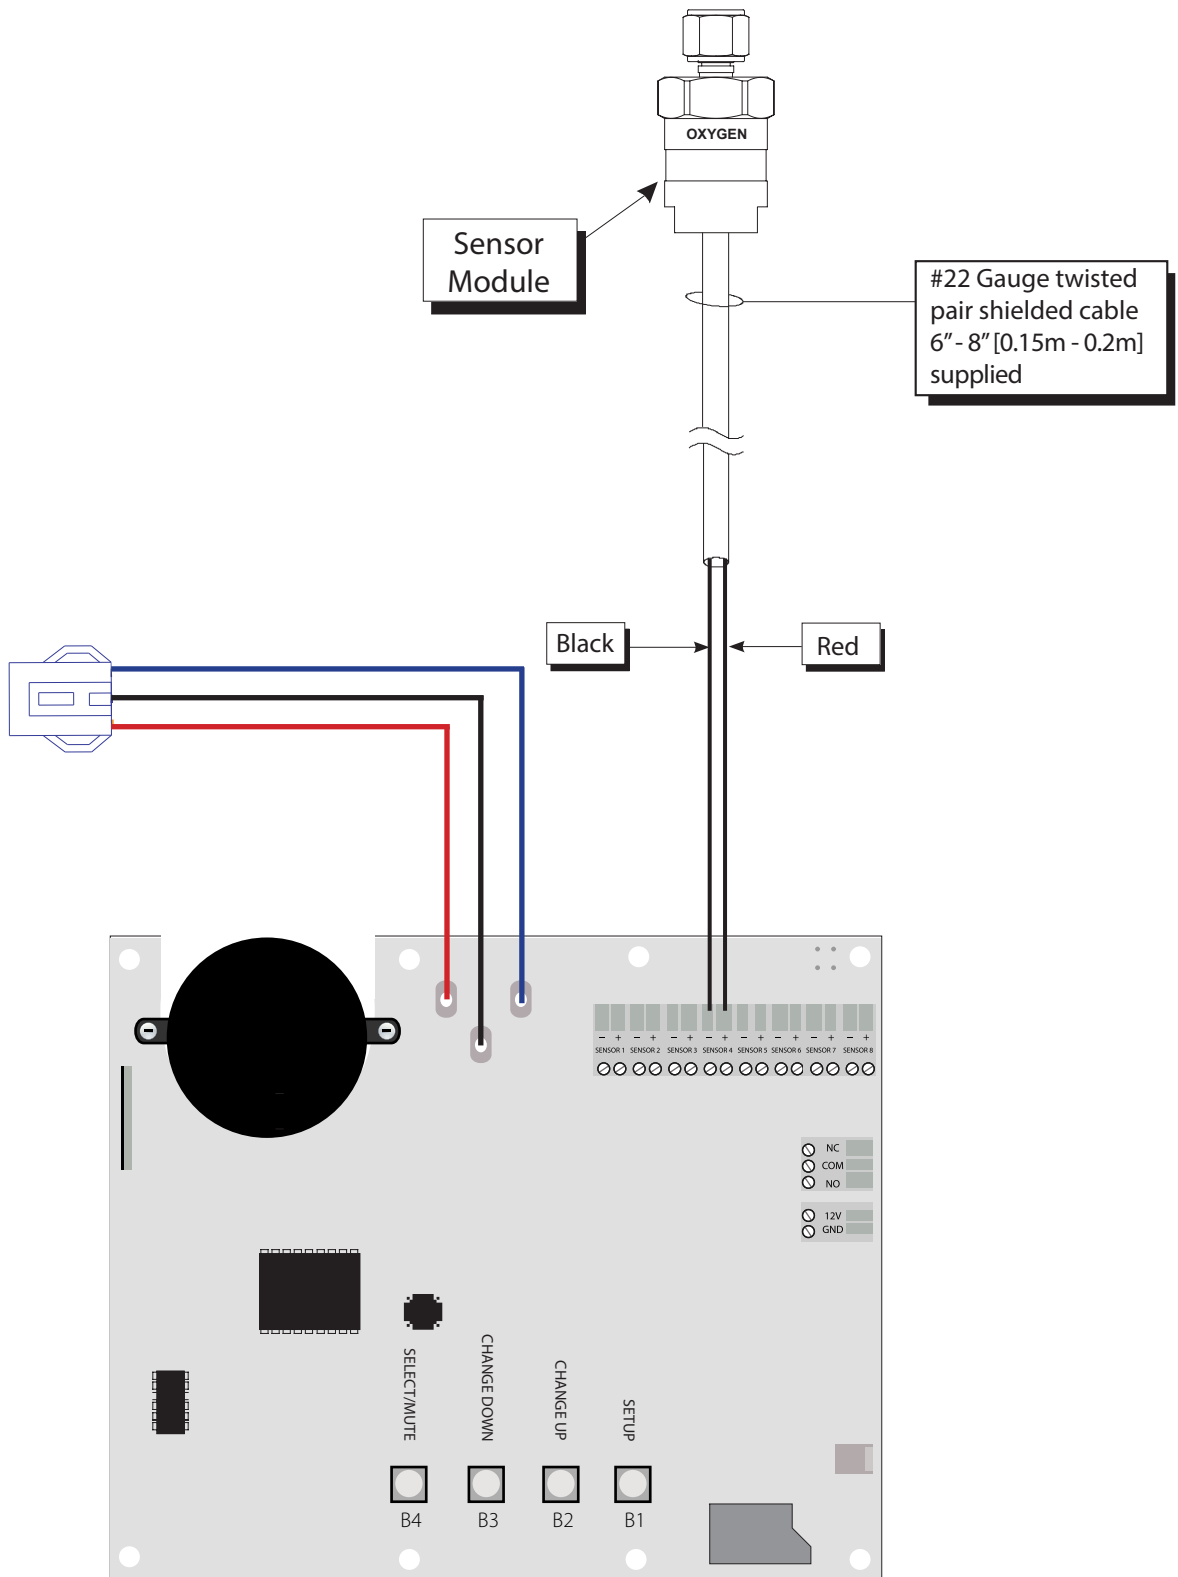 OXYGEN
Sensor
Module
#22 Gauge twisted
pair shielded cable
6” - 8” [0.15m - 0.2m]
supplied
Black
Red
– + – + – + – + – + – + – + – +
SENSOR 1 SENSOR 2 SENSOR 3 SENSOR 4 SENSOR 5 SENSOR 6 SENSOR 7 SENSOR 8
NC
COM
NO
12V
GND
SELECT/MUTE
CHANGE DOWN
CHANGE UP
SETUP
B4 B3 B2 B1